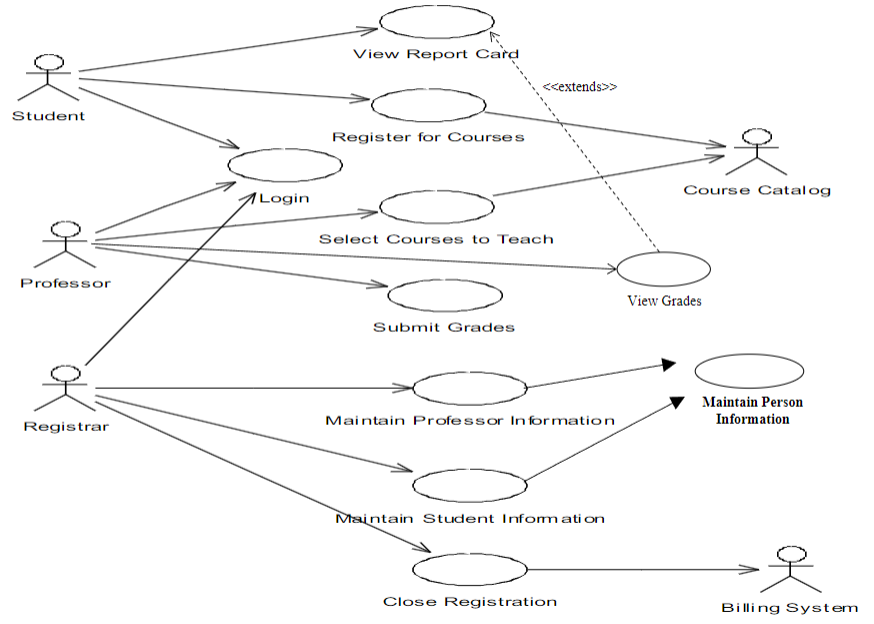 View Report Card
<<extends>>
Student
Register for Courses
Course Catalog
Login
Select Courses to Teach
Professor
View Grades
Submit Grades
Maintain Person
Information
Maintain Professor Information
Registrar
Maintain Student Information
Close Registration
Billing System